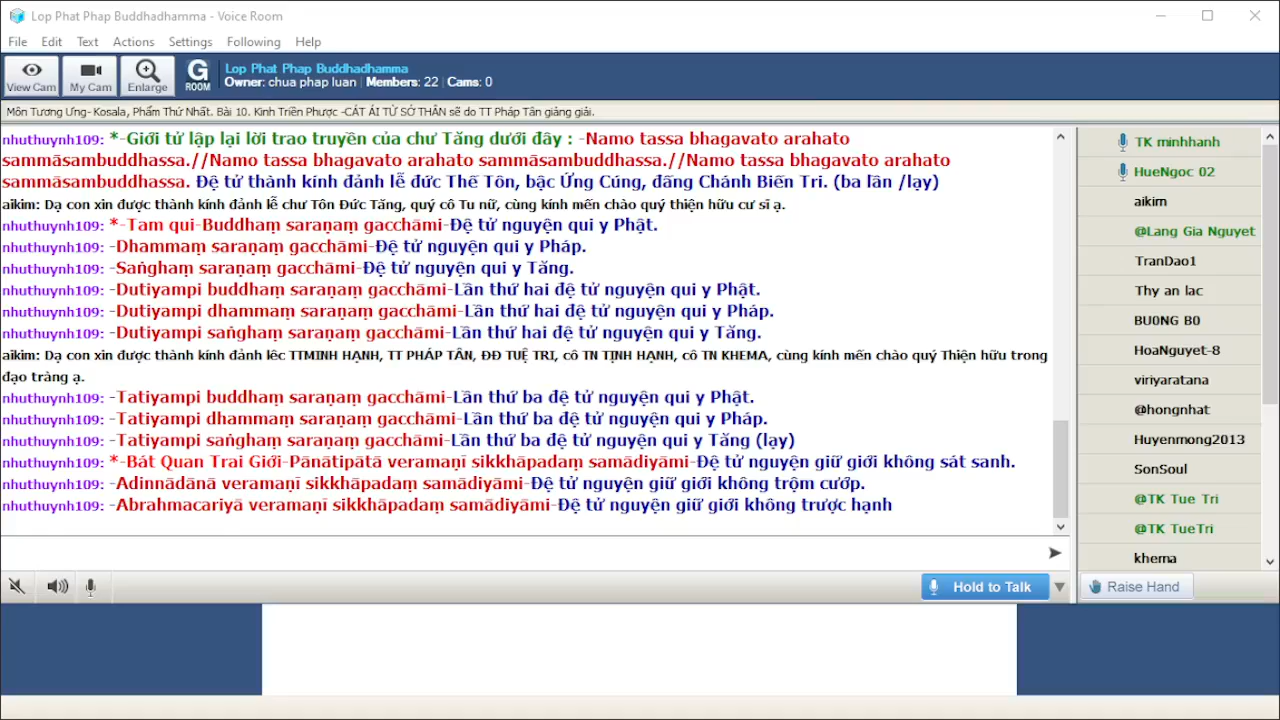 Lop Phat Phap Buddhadhamma - Voice Room
File Edit Text Actions Settings Following Help
View Cam My Cam Enlarge G ROOM
Lop Phat Phap Buddhadhamma
Owner: chua phap luan | Members: 22 | Cams: 0
Môn Tương Ưng- Kosala, Phẩm Thứ Nhất. Bài 10. Kinh Triền Phược -CÁT ÁI TỬ SỞ THÂN sẽ do TT Pháp Tân giảng giải.
nhuthuynh109: *-Giới tử lập lại lời trao truyền của chư Tăng dưới đây : -Namo tassa bhagavato arahato
sammāsambuddhassa.//Namo tassa bhagavato arahato sammāsambuddhassa.//Namo tassa bhagavato arahato
sammāsambuddhassa. Đệ tử thành kính đảnh lễ đức Thế Tôn, bậc Ứng Cúng, đấng Chánh Biến Tri. (ba lần /lạy)
aikim: Dạ con xin được thành kính đảnh lễ chư Tôn Đức Tăng, quý cô Tu nữ, cùng kính mến chào quý thiện hữu cư sĩ ạ.
nhuthuynh109: *-Tam qui-Buddhaṃ saraṇaṃ gacchāmi-Đệ tử nguyện qui y Phật.
nhuthuynh109: -Dhammaṃ saraṇaṃ gacchāmi-Đệ tử nguyện qui y Pháp.
nhuthuynh109: -Saṅghaṃ saraṇaṃ gacchāmi-Đệ tử nguyện qui y Tăng.
nhuthuynh109: -Dutiyampi buddhaṃ saraṇaṃ gacchāmi-Lần thứ hai đệ tử nguyện qui y Phật.
nhuthuynh109: -Dutiyampi dhammaṃ saraṇaṃ gacchāmi-Lần thứ hai đệ tử nguyện qui y Pháp.
nhuthuynh109: -Dutiyampi saṅghaṃ saraṇaṃ gacchāmi-Lần thứ hai đệ tử nguyện qui y Tăng.
aikim: Dạ con xin được thành kính đảnh lêc TTMINH HẠNH, TT PHÁP TÂN, ĐĐ TUỆ TRI, cô TN TỊNH HẠNH, cô TN KHEMA, cùng kính mến chào quý Thiện hữu trong
đạo tràng ạ.
nhuthuynh109: -Tatiyampi buddhaṃ saraṇaṃ gacchāmi-Lần thứ ba đệ tử nguyện qui y Phật.
nhuthuynh109: -Tatiyampi dhammaṃ saraṇaṃ gacchāmi-Lần thứ ba đệ tử nguyện qui y Pháp.
nhuthuynh109: -Tatiyampi saṅghaṃ saraṇaṃ gacchāmi-Lần thứ ba đệ tử nguyện qui y Tăng (lạy)
nhuthuynh109: *-Bát Quan Trai Giới-Pānātipātā veramaṇī sikkhāpadaṃ samādiyāmi-Đệ tử nguyện giữ giới không sát sanh.
nhuthuynh109: -Adinnādānā veramaṇī sikkhāpadaṃ samādiyāmi-Đệ tử nguyện giữ giới không trộm cướp.
nhuthuynh109: -Abrahmacariyā veramaṇī sikkhāpadaṃ samādiyāmi-Đệ tử nguyện giữ giới không trược hạnh
TK minhhanh
HueNgoc 02
aikim
@Lang Gia Nguyet
TranDao1
Thy an lac
BU0NG B0
HoaNguyet-8
viriyaratana
@hongnhat
Huyenmong2013
SonSoul
@TK Tue Tri
@TK TueTri
khema
Hold to Talk
Raise Hand